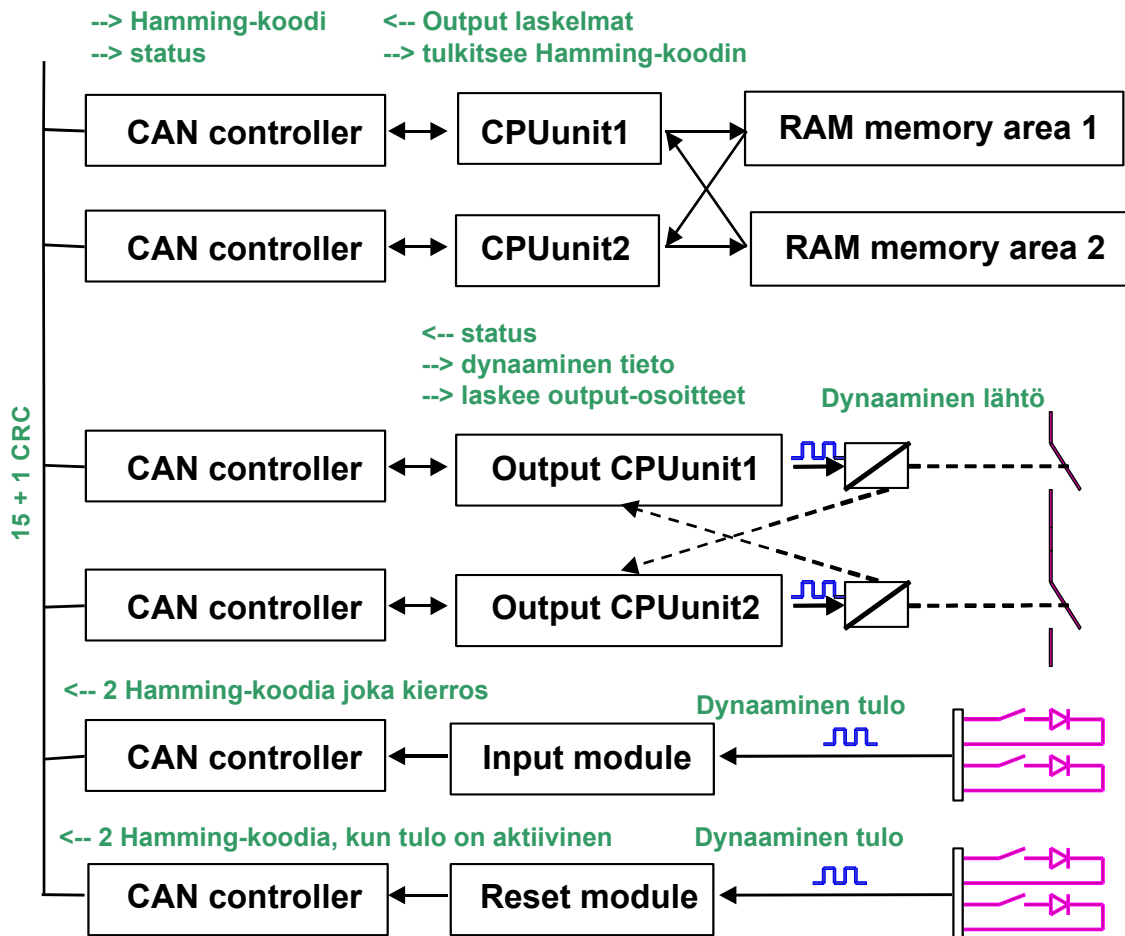 --> Hamming-koodi
--> status
<-- Output laskelmat
--> tulkitsee Hamming-koodin
CAN controller
CPUunit1
RAM memory area 1
CAN controller
CPUunit2
RAM memory area 2
<-- status
--> dynaaminen tieto
--> laskee output-osoitteet
Dynaaminen lähtö
15 + 1 CRC
CAN controller
Output CPUunit1
CAN controller
Output CPUunit2
<-- 2 Hamming-koodia joka kierros
Dynaaminen tulo
CAN controller
Input module
<-- 2 Hamming-koodia, kun tulo on aktiivinen
Dynaaminen tulo
CAN controller
Reset module